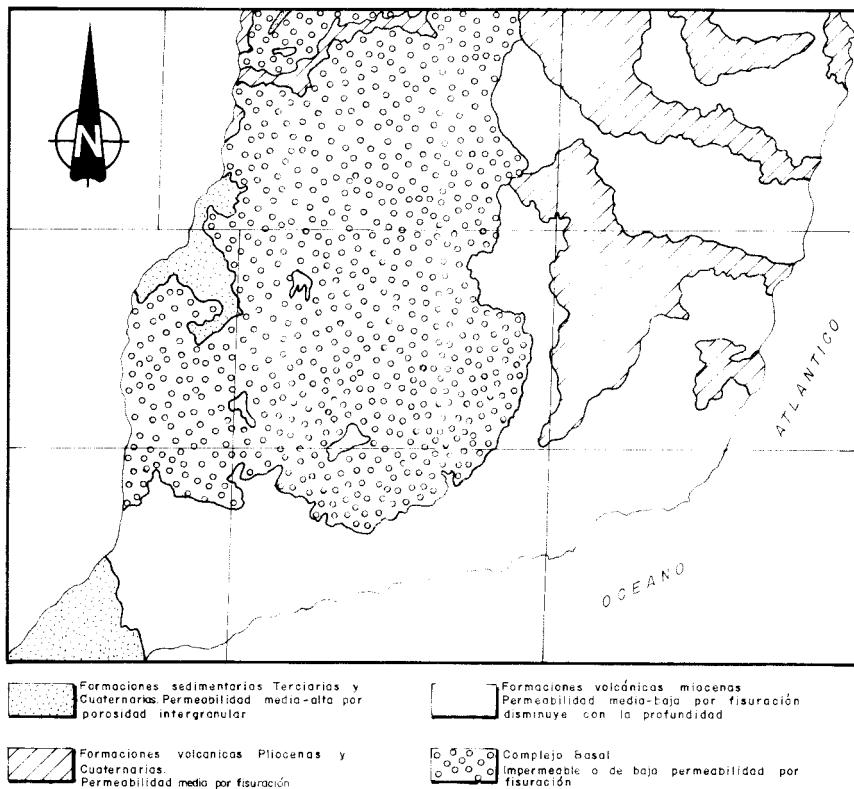 N
ATLANTICO
OCEANO
Formaciones sedimentarias Terciarias y
Cuaternarias. Permeabilidad media-alta por
porosidad intergranular
Formaciones volcánicas miocenas
Permeabilidad media-baja por fisuración
disminuye con la profundidad
Formaciones volcanicas Pliocenas y
Cuaternarias.
Permeabilidad media por fisuración
Complejo Basal
Impermeable o de baja permeabilidad por
fisuración